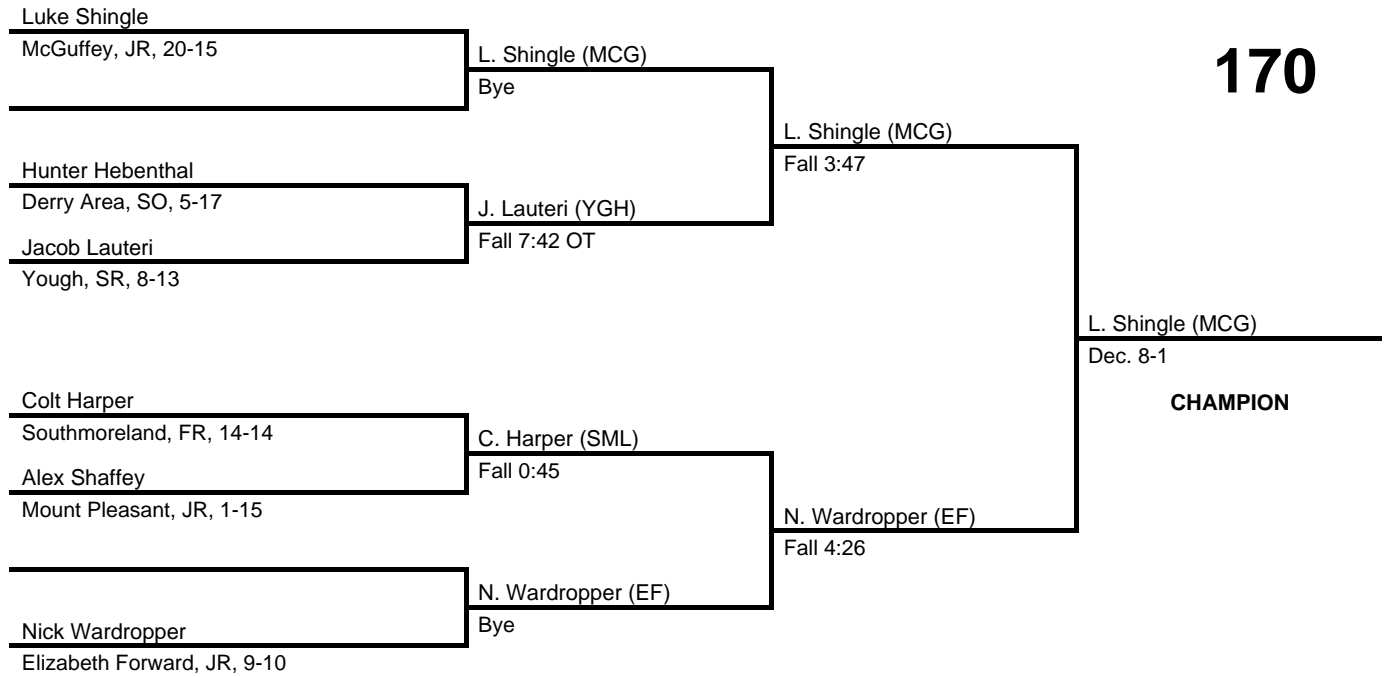 Luke Shingle
McGuffey, JR, 20-15
L. Shingle (MCG)
Bye
170
L. Shingle (MCG)
Fall 3:47
Hunter Hebenthal
Derry Area, SO, 5-17
J. Lauteri (YGH)
Fall 7:42 OT
Jacob Lauteri
Yough, SR, 8-13
L. Shingle (MCG)
Dec. 8-1
CHAMPION
Colt Harper
Southmoreland, FR, 14-14
C. Harper (SML)
Fall 0:45
Alex Shaffey
Mount Pleasant, JR, 1-15
N. Wardropper (EF)
Fall 4:26
N. Wardropper (EF)
Bye
Nick Wardropper
Elizabeth Forward, JR, 9-10